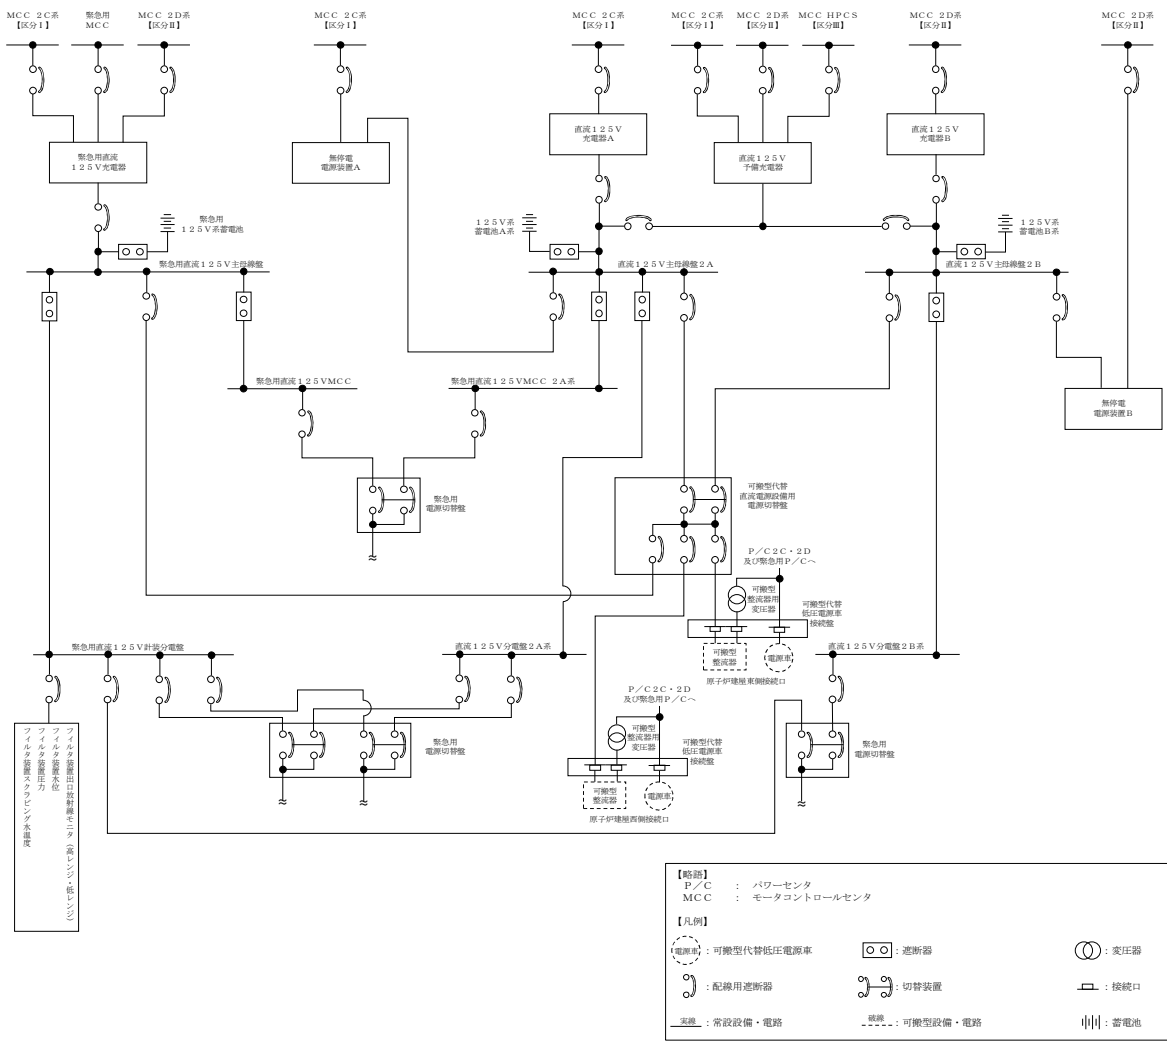 MCC 2C系
【区分Ⅰ】
緊急用
MCC
MCC 2D系
【区分Ⅱ】
MCC 2C系
【区分Ⅰ】
MCC 2C系
【区分Ⅰ】
MCC 2C系
【区分Ⅰ】
MCC 2D系
【区分Ⅱ】
MCC HPCS
【区分Ⅲ】
MCC 2D系
【区分Ⅱ】
MCC 2D系
【区分Ⅱ】
緊急用直流
125V充電器
無停電
電源装置A
直流125V
充電器A
直流125V
予備充電器
直流125V
充電器B
緊急用
125V系蓄電池
125V系
蓄電池A系
125V系
蓄電池B系
緊急用直流125V主母線盤
直流125V主母線盤2A
直流125V主母線盤2B
緊急用直流125VMCC
緊急用直流125VMCC 2A系
無停電
電源装置B
緊急用
電源切替盤
可搬型代替
直流電源設備用
電源切替盤
P/C2C・2D
及び緊急用P/Cへ
可搬型
整流器用
変圧器
可搬型代替
低圧電源車
接続盤
可搬型
整流器
電源車
原子炉建屋東側接続口
緊急用直流125V計装分電盤
直流125V分電盤2A系
直流125V分電盤2B系
緊急用
電源切替盤
P/C2C・2D
及び緊急用P/Cへ
可搬型
整流器用
変圧器
可搬型代替
低圧電源車
接続盤
可搬型
整流器
電源車
原子炉建屋西側接続口
緊急用
電源切替盤
フィルタ装置出口放射線モニタ（高レンジ・低レンジ）
フィルタ装置水位
フィルタ装置圧力
フィルタ装置スクラビング水温度
【略語】
P/C : パワーセンタ
MCC : モータコントロールセンタ
【凡例】
電源車 : 可搬型代替低圧電源車
: 遮断器
: 変圧器
: 配線用遮断器
: 切替装置
: 接続口
実線 : 常設設備・電路
破線 : 可搬型設備・電路
: 蓄電池